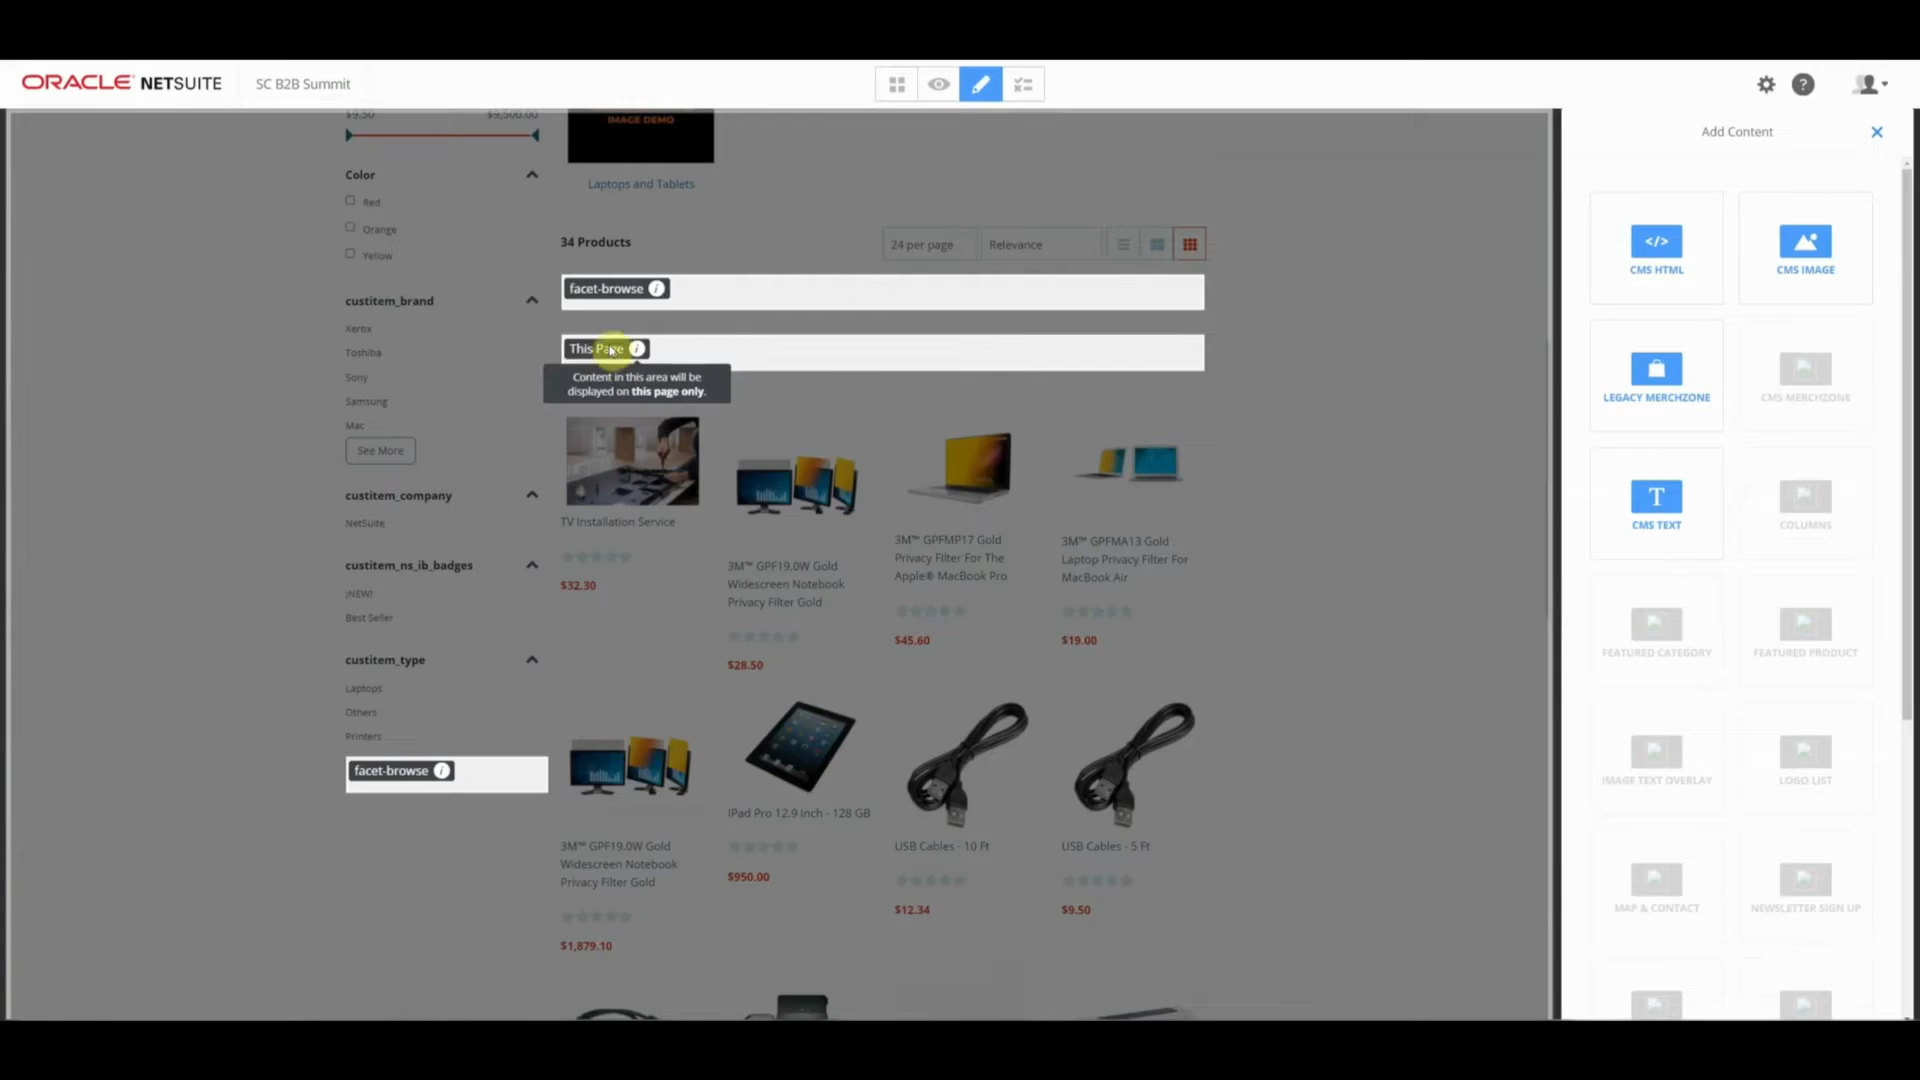 ORACLE NETSUITE
SC B2B Summit
$9.50 $9,500.00
Color
Red
Orange
Yellow
custitem_brand
Xerox
Toshiba
Sony
Samsung
Mac
See More
custitem_company
NetSuite
custitem_ns_ib_badges
¡NEW!
Best Seller
custitem_type
Laptops
Others
Printers
facet-browse i
IMAGE DEMO
Laptops and Tablets
34 Products
24 per page
Relevance
facet-browse i
This Page i
Content in this area will be
displayed on this page only.
TV Installation Service
$32.30
3M™ GPF19.0W Gold
Widescreen Notebook
Privacy Filter Gold
$28.50
3M™ GPFMP17 Gold
Privacy Filter For The
Apple® MacBook Pro
$45.60
3M™ GPFMA13 Gold
Laptop Privacy Filter For
MacBook Air
$19.00
3M™ GPF19.0W Gold
Widescreen Notebook
Privacy Filter Gold
$1,879.10
iPad Pro 12.9 Inch - 128 GB
$950.00
USB Cables - 10 Ft
$12.34
USB Cables - 5 Ft
$9.50
?
Add Content
</>
CMS HTML
CMS IMAGE
LEGACY MERCHZONE
CMS MERCHZONE
T
CMS TEXT
COLUMNS
FEATURED CATEGORY
FEATURED PRODUCT
IMAGE TEXT OVERLAY
LOGO LIST
MAP & CONTACT
NEWSLETTER SIGN UP